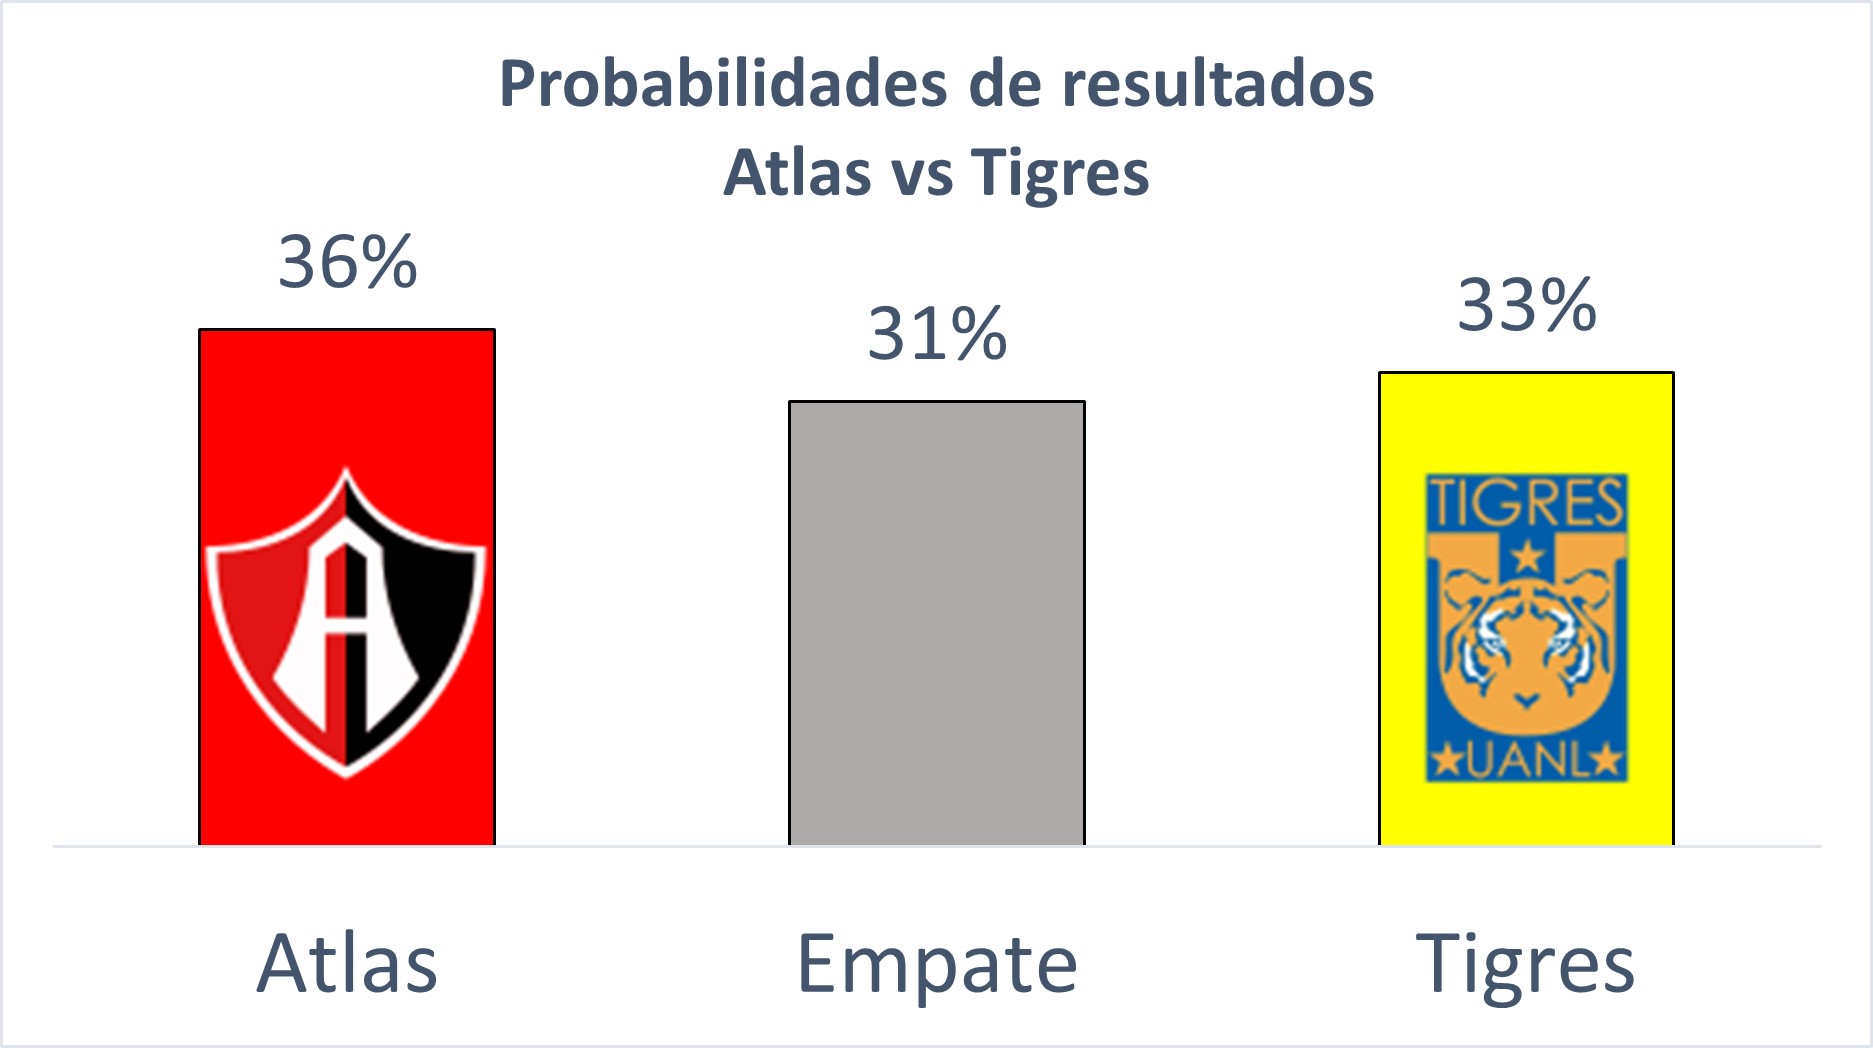 Probabilidades de resultados
Atlas vs Tigres
36%
31%
33%
A
TIGRES
UANL
Atlas
Empate
Tigres